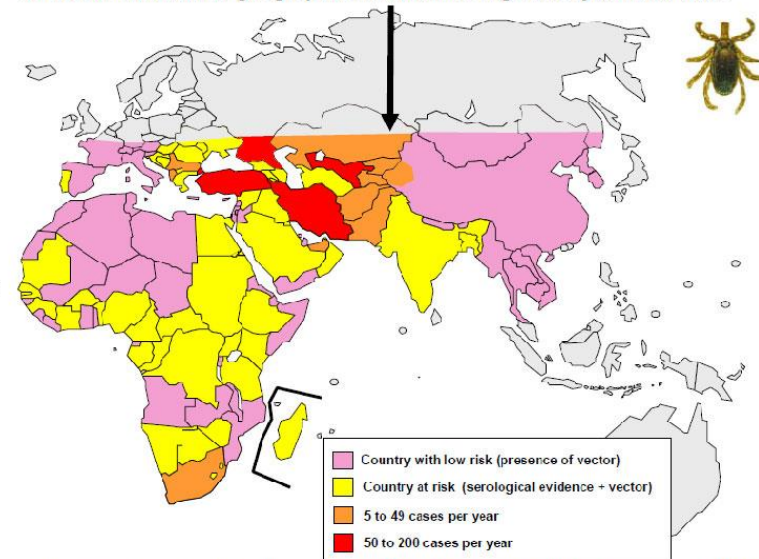 Country with low risk (presence of vector)
Country at risk (serological evidence + vector)
5 to 49 cases per year
50 to 200 cases per year